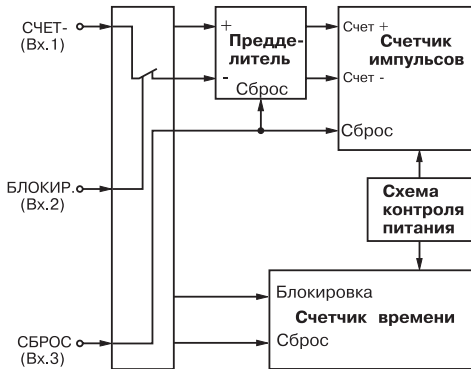 СЧЕТ-
(Вх.1)
БЛОКИР.
(Вх.2)
СБРОС
(Вх.3)
+
-
Предде-
литель
Сброс
Счет +
Счет -
Счетчик
импульсов
Сброс
Схема
контроля
питания
Блокировка
Счетчик времени
Сброс